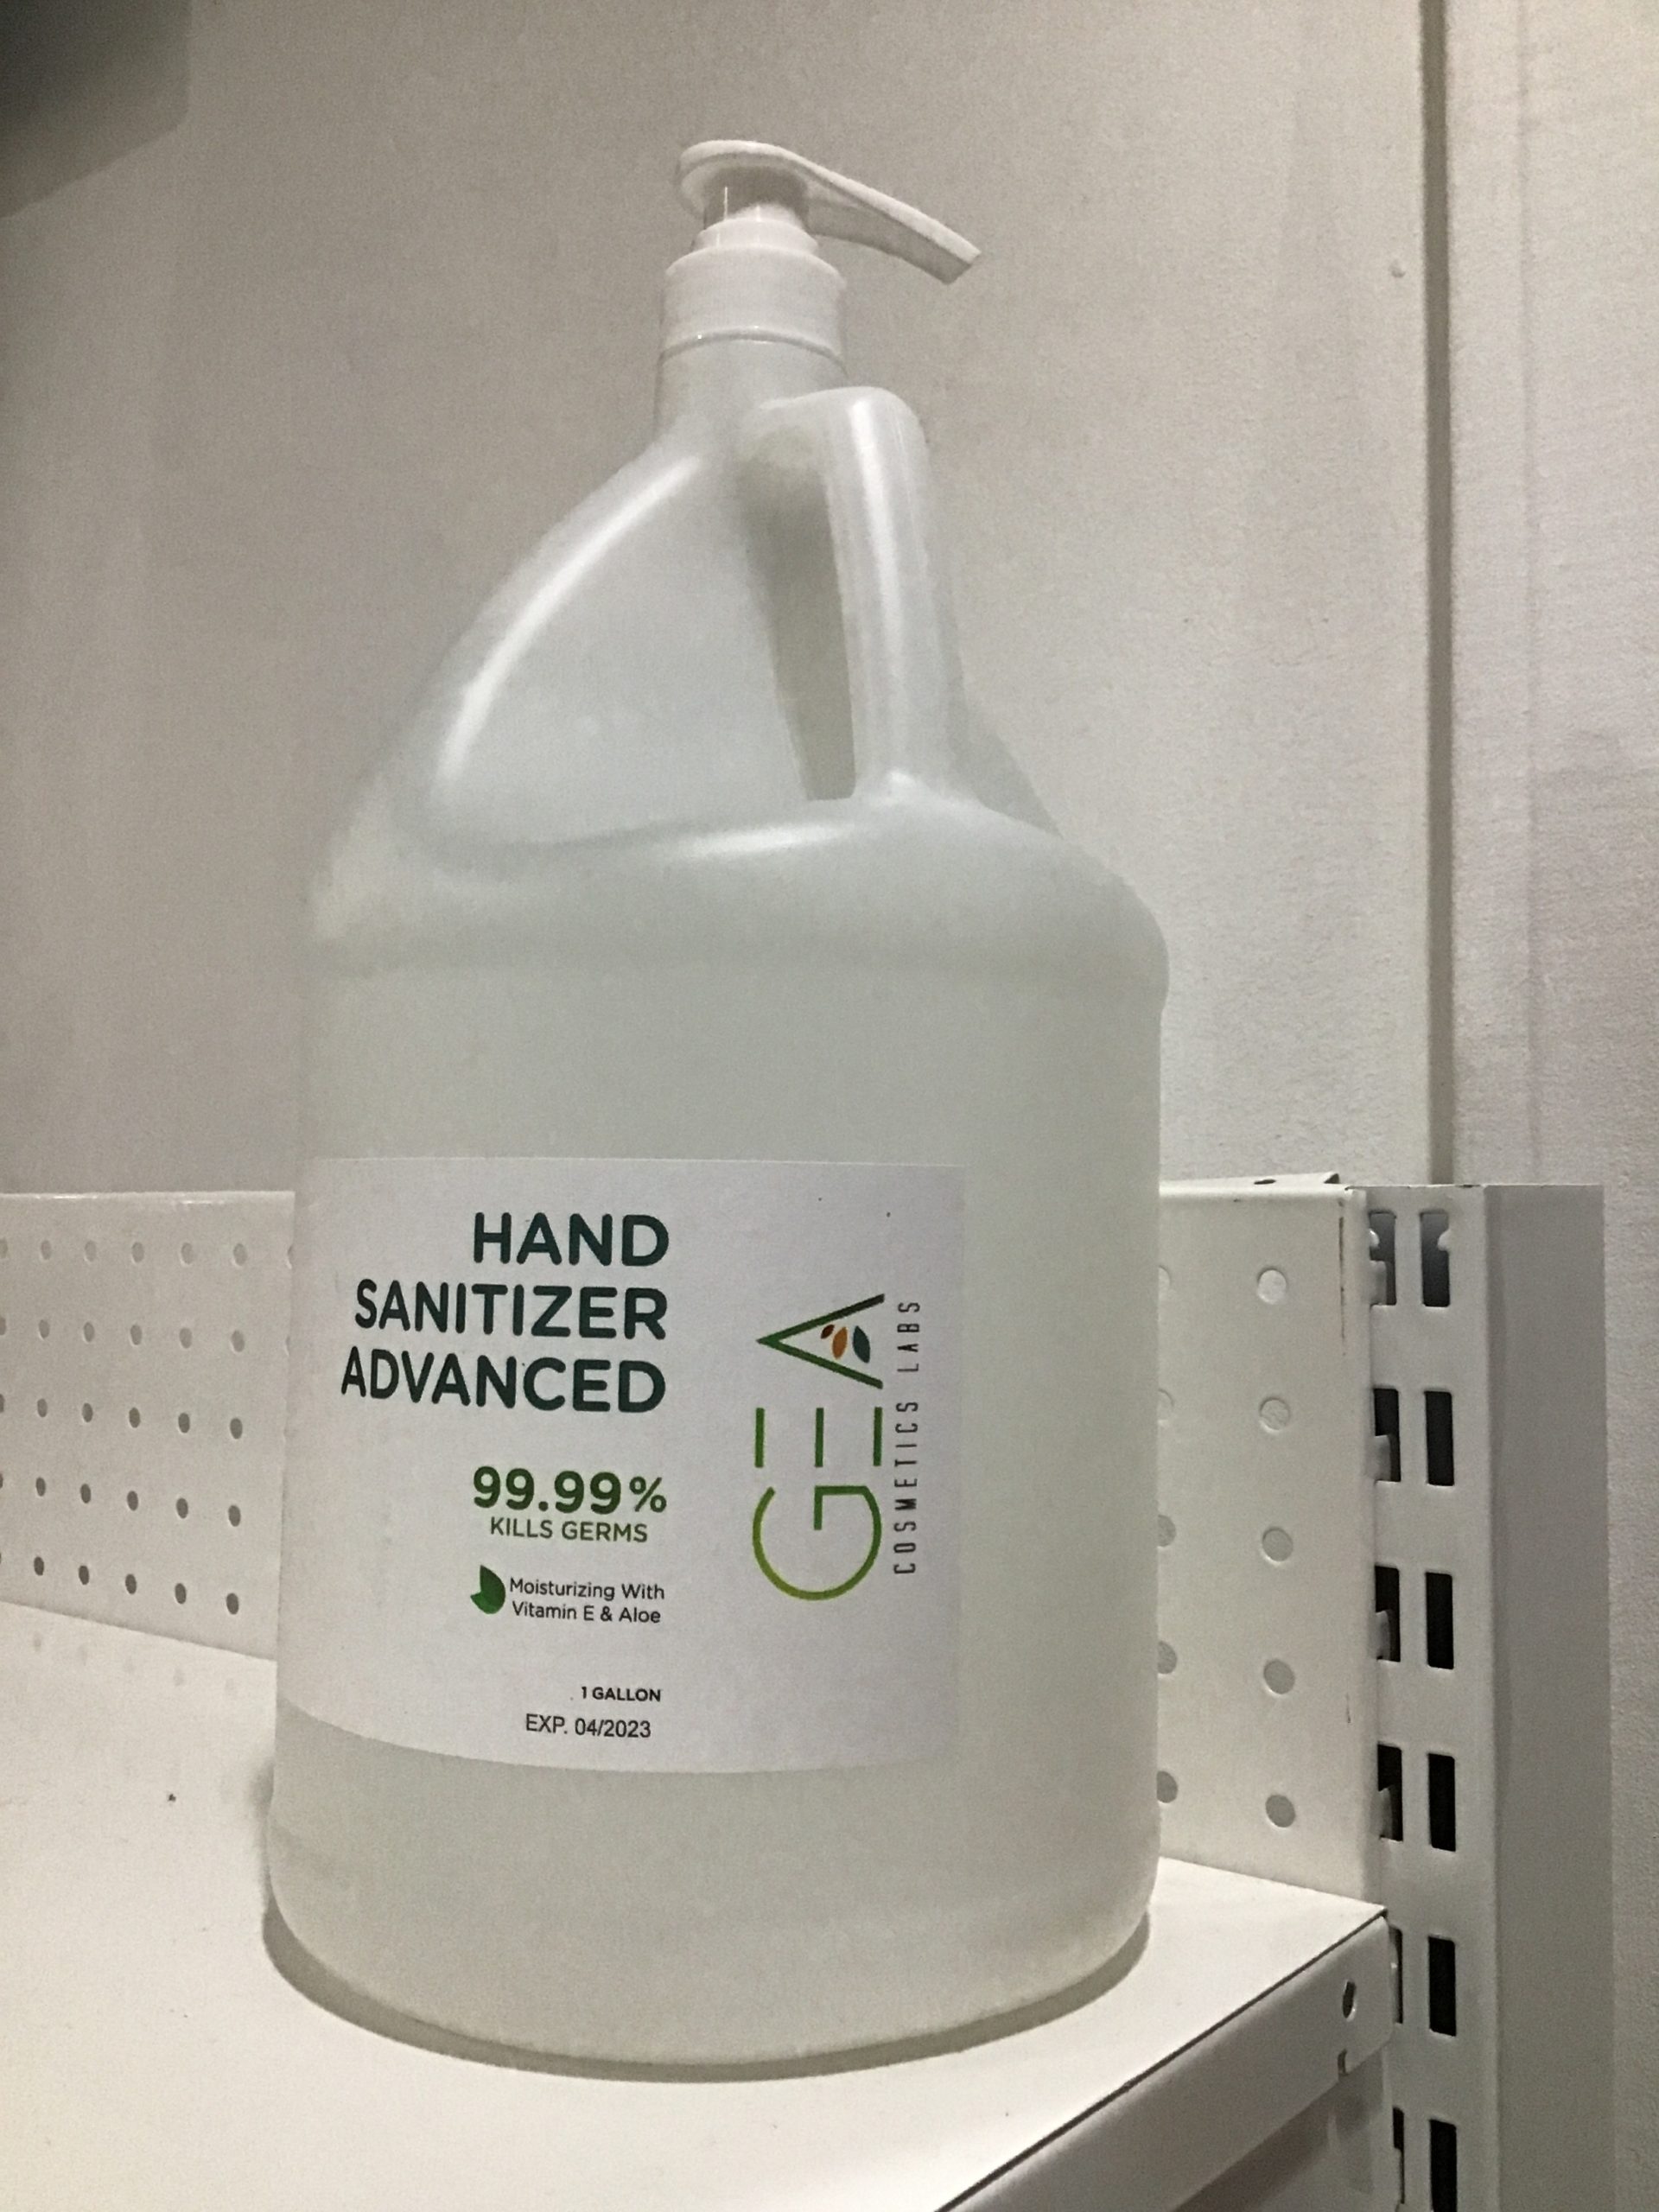 HAND
SANITIZER
ADVANCED
99.99%
KILLS GERMS
Moisturizing With
Vitamin E & Aloe
1 GALLON
EXP. 04/2023
GEA
COSMETICS LABS